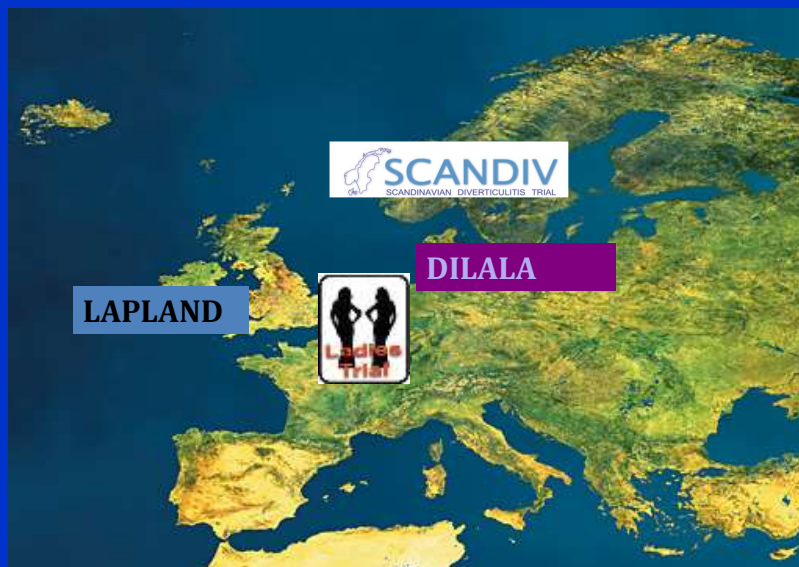 SCANDIV
SCANDINAVIAN DIVERTICULITIS TRIAL
DILALA
LAPLAND
Ladies
Trial